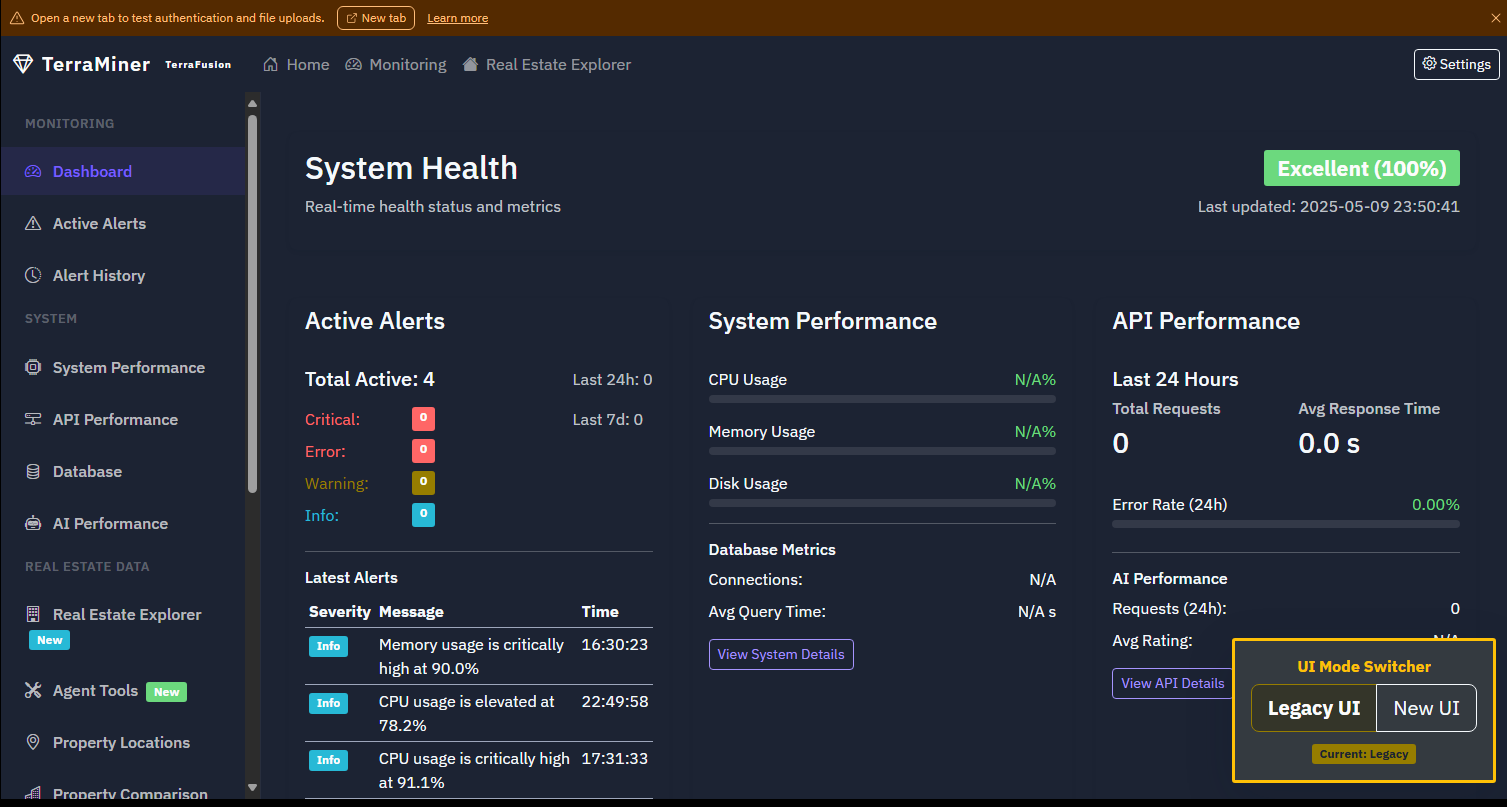 Open a new tab to test authentication and file uploads. New tab Learn more
TerraMiner TerraFusion Home Monitoring Real Estate Explorer Settings
MONITORING
Dashboard
Active Alerts
Alert History
SYSTEM
System Performance
API Performance
Database
AI Performance
REAL ESTATE DATA
Real Estate Explorer
New
Agent Tools New
Property Locations
Property Comparison
System Health
Excellent (100%)
Real-time health status and metrics
Last updated: 2025-05-09 23:50:41
Active Alerts
Total Active: 4 Last 24h: 0
Critical: 0 Last 7d: 0
Error: 0
Warning: 0
Info: 0
Latest Alerts
Severity Message Time
Info Memory usage is critically 16:30:23
high at 90.0%
Info CPU usage is elevated at 22:49:58
78.2%
Info CPU usage is critically high 17:31:33
at 91.1%
System Performance
CPU Usage N/A%
Memory Usage N/A%
Disk Usage N/A%
Database Metrics
Connections: N/A
Avg Query Time: N/A s
View System Details
API Performance
Last 24 Hours
Total Requests Avg Response Time
0 0.0 s
Error Rate (24h) 0.00%
AI Performance
Requests (24h): 0
Avg Rating:
View API Details
UI Mode Switcher
Legacy UI New UI
Current: Legacy